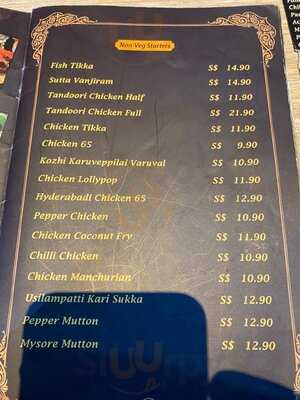 Non-Veg Starters
Fish Tikka S$ 14.90
Sutta Vanjiram S$ 14.90
Tandoori Chicken Half S$ 11.90
Tandoori Chicken Full S$ 21.90
Chicken Tikka S$ 11.90
Chicken 65 S$ 9.90
Kozhi Karuveppilai Varuval S$ 10.90
Chicken Lollypop S$ 11.90
Hyderabadi Chicken 65 S$ 12.90
Pepper Chicken S$ 10.90
Chicken Coconut Fry S$ 11.90
Chilli Chicken S$ 10.90
Chicken Manchurian S$ 10.90
Usilampatti Kari Sukka S$ 12.90
Pepper Mutton S$ 12.90
Mysore Mutton S$ 12.90